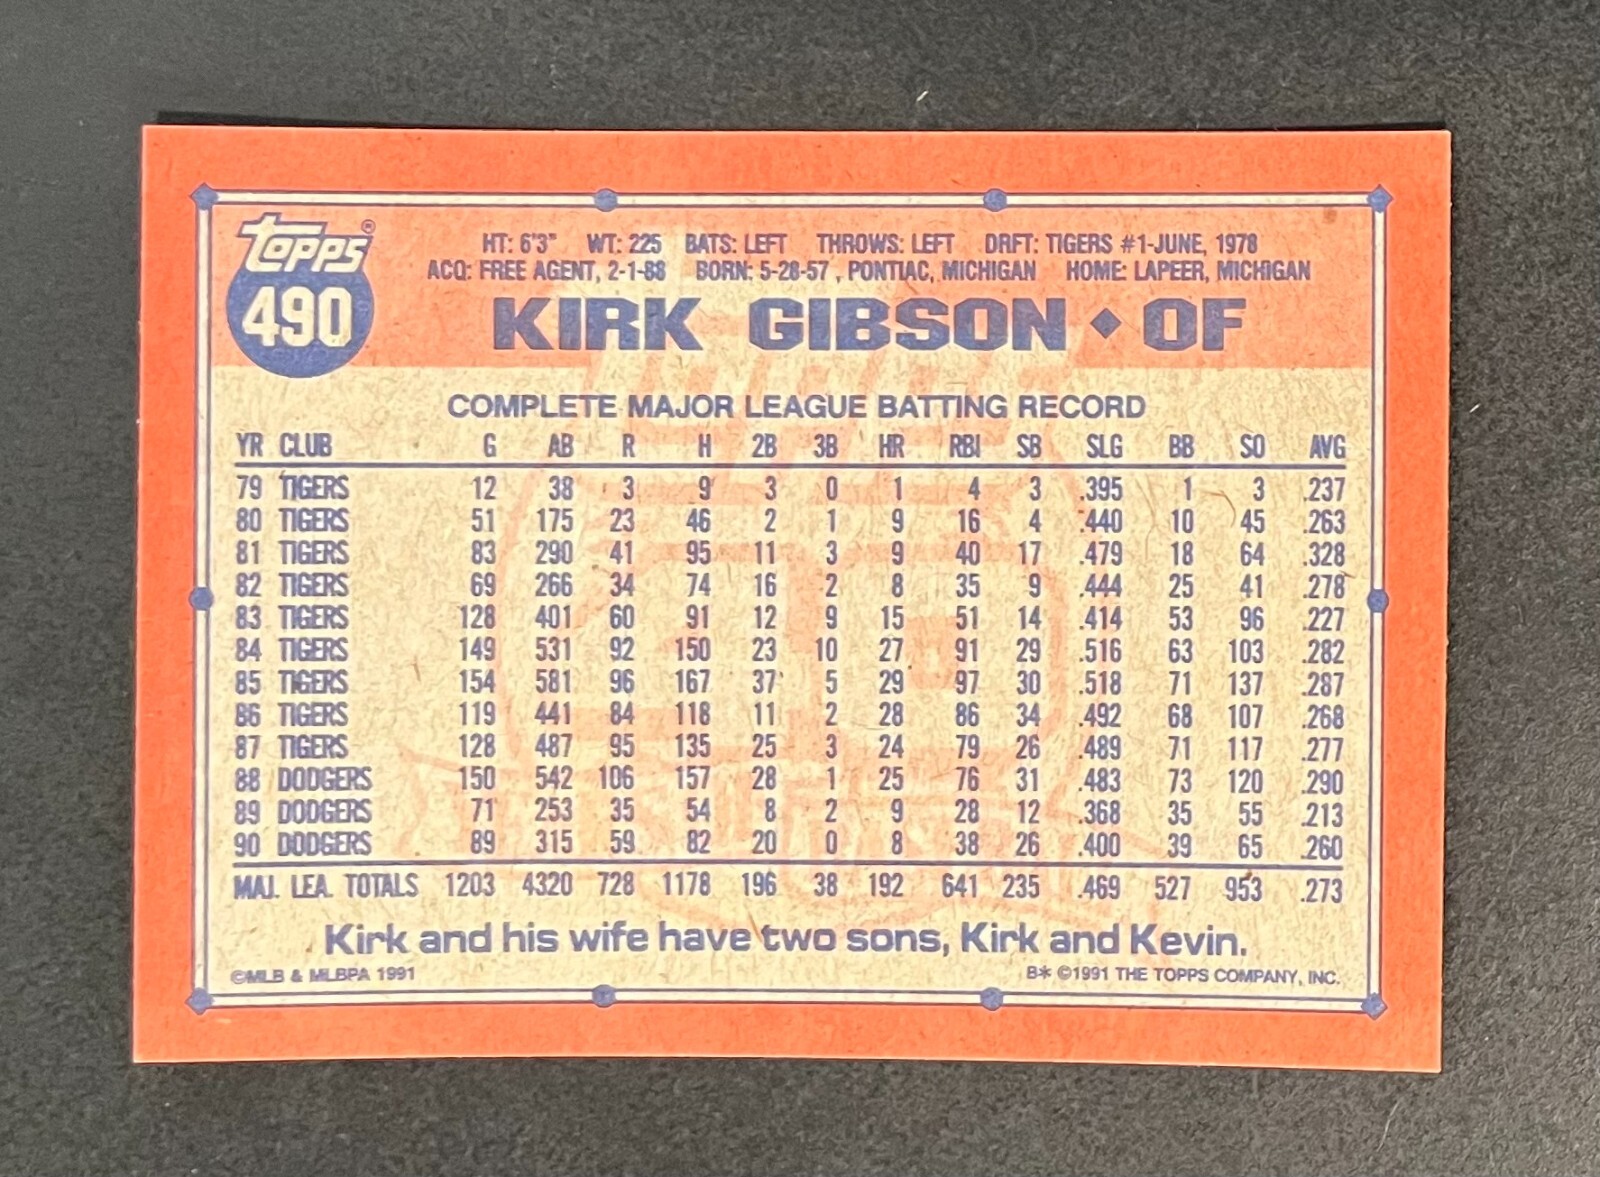 Topps®
490
HT: 6'3" WT: 225 BATS: LEFT THROWS: LEFT DRFT: TIGERS #1-JUNE, 1978
ACQ: FREE AGENT, 2-1-88 BORN: 5-28-57 , PONTIAC, MICHIGAN HOME: LAPEER, MICHIGAN
KIRK GIBSON ◆ OF
COMPLETE MAJOR LEAGUE BATTING RECORD
YR CLUB G AB R H 2B 3B HR RBI SB SLG BB SO AVG
79 TIGERS 12 38 3 9 3 0 1 4 3 .395 1 3 .237
80 TIGERS 51 175 23 46 2 1 9 16 4 .440 10 45 .263
81 TIGERS 83 290 41 95 11 3 9 40 17 .479 18 64 .328
82 TIGERS 69 266 34 74 16 2 8 35 9 .444 25 41 .278
83 TIGERS 128 401 60 91 12 9 15 51 14 .414 53 96 .227
84 TIGERS 149 531 92 150 23 10 27 91 29 .516 63 103 .282
85 TIGERS 154 581 96 167 37 5 29 97 30 .518 71 137 .287
86 TIGERS 119 441 84 118 11 2 28 86 34 .492 68 107 .268
87 TIGERS 128 487 95 135 25 3 24 79 26 .489 71 117 .277
88 DODGERS 150 542 106 157 28 1 25 76 31 .483 73 120 .290
89 DODGERS 71 253 35 54 8 2 9 28 12 .368 35 55 .213
90 DODGERS 89 315 59 82 20 0 8 38 26 .400 39 65 .260
MAJ. LEA. TOTALS 1203 4320 728 1178 196 38 192 641 235 .469 527 953 .273
Kirk and his wife have two sons, Kirk and Kevin.
©MLB & MLBPA 1991 B* ©1991 THE TOPPS COMPANY, INC.